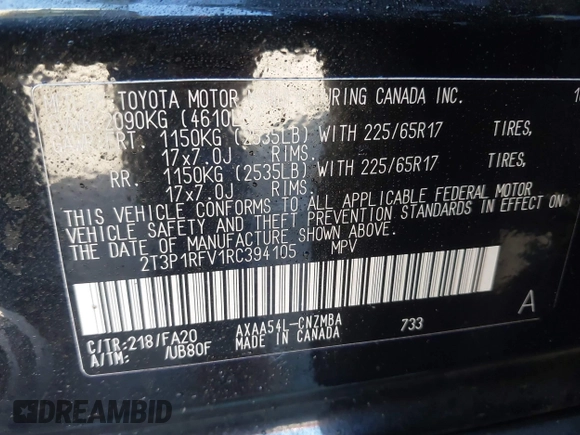 TOYOTA MOTOR URING CANADA INC.
090KG (4610L
RT. 1150KG (2535LB) WITH 225/65R17 TIRES,
17x7.0J RIMS.
RR. 1150KG (2535LB) WITH 225/65R17 TIRES,
17x7.0J RIMS.
THIS VEHICLE CONFORMS TO ALL APPLICABLE FEDERAL MOTOR
VEHICLE SAFETY AND THEFT PREVENTION STANDARDS IN EFFECT ON
THE DATE OF MANUFACTURE SHOWN ABOVE.
2T3P1RFV1RC394105 MPV
A
C/TR:218/FA20 AXAA54L-CNZMBA 733
A/TM: /UB80F MADE IN CANADA
DREAMBID